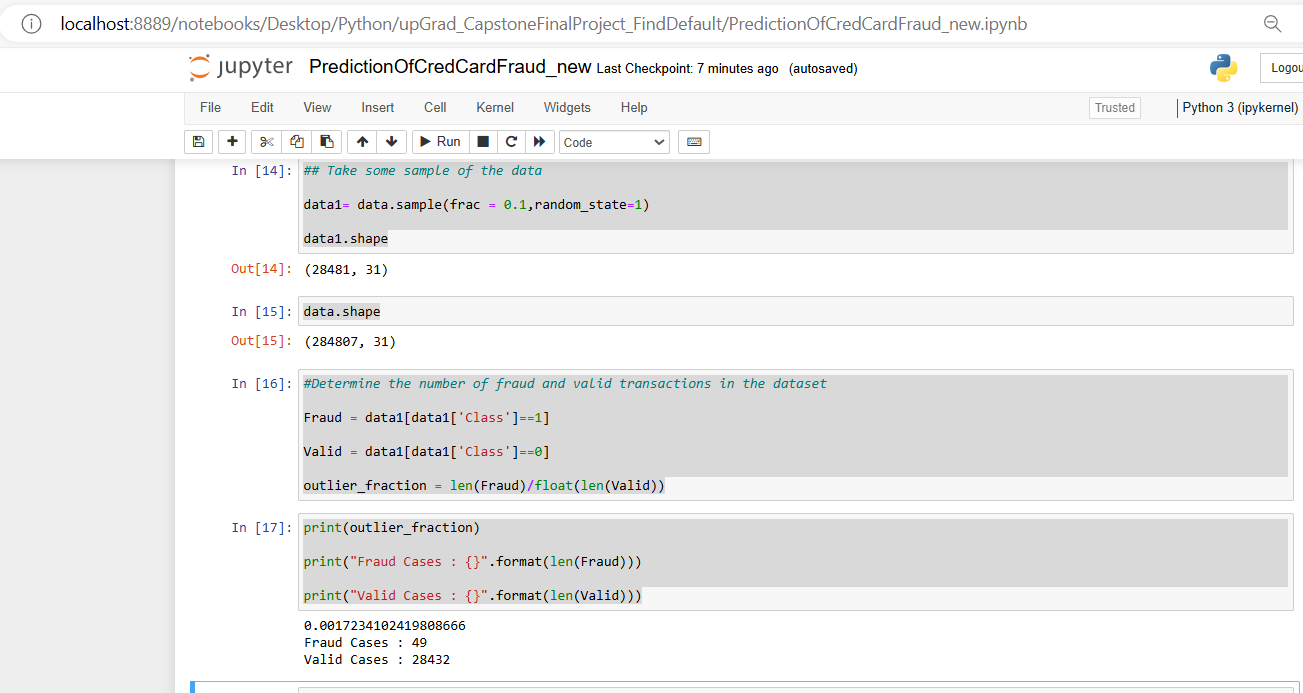 localhost:8889/notebooks/Desktop/Python/upGrad_CapstoneFinalProject_FindDefault/PredictionOfCredCardFraud_new.ipynb
jupyter PredictionOfCredCardFraud_new Last Checkpoint: 7 minutes ago (autosaved)
Logou
File Edit View Insert Cell Kernel Widgets Help Trusted Python 3 (ipykernel)
Run Code
In [14]: ## Take some sample of the data
data1= data.sample(frac = 0.1,random_state=1)
data1.shape
Out[14]: (28481, 31)
In [15]: data.shape
Out[15]: (284807, 31)
In [16]: #Determine the number of fraud and valid transactions in the dataset
Fraud = data1[data1['Class']==1]
Valid = data1[data1['Class']==0]
outlier_fraction = len(Fraud)/float(len(Valid))
In [17]: print(outlier_fraction)
print("Fraud Cases : {}".format(len(Fraud)))
print("Valid Cases : {}".format(len(Valid)))
0.0017234102419808666
Fraud Cases : 49
Valid Cases : 28432